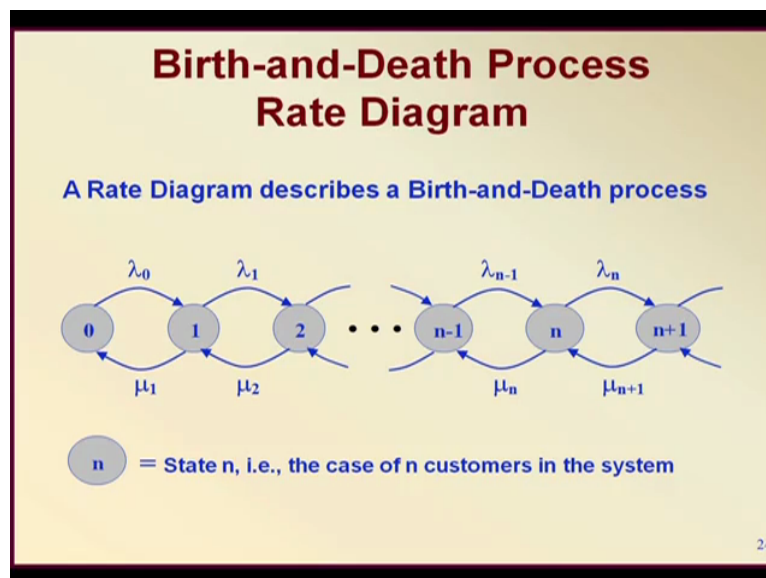 Birth-and-Death Process
Rate Diagram
A Rate Diagram describes a Birth-and-Death process
λ0 λ1 λn-1 λn
0 1 2 • • • n-1 n n+1
μ1 μ2 μn μn+1
n = State n, i.e., the case of n customers in the system